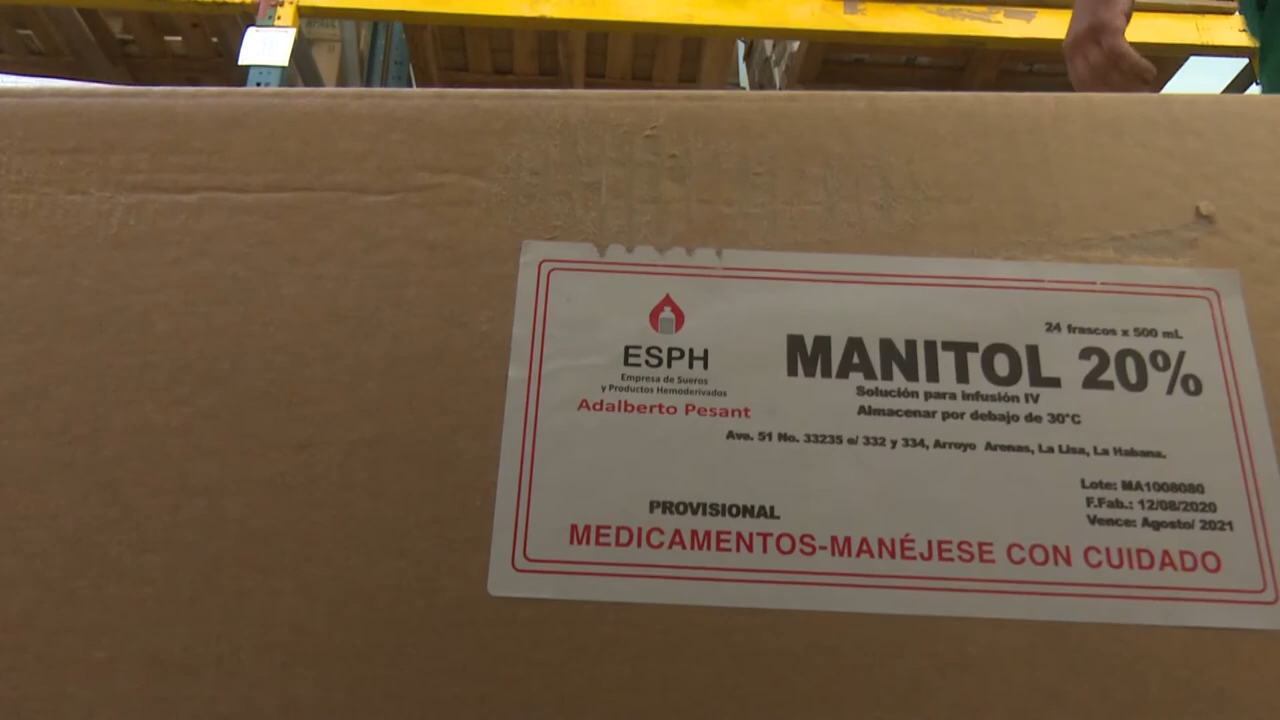 24 frascos x 500 mL
MANITOL 20%
Solución para infusión IV
Almacenar por debajo de 30°C
ESPH
Empresa de Sueros
y Productos Hemoderivados
Adalberto Pesant
Ave. 51 No. 33235 e/ 332 y 334, Arroyo Arenas, La Lisa, La Habana.
Lote: MA1008080
F.Fab.: 12/08/2020
Vence: Agosto/ 2021
PROVISIONAL
MEDICAMENTOS-MANÉJESE CON CUIDADO